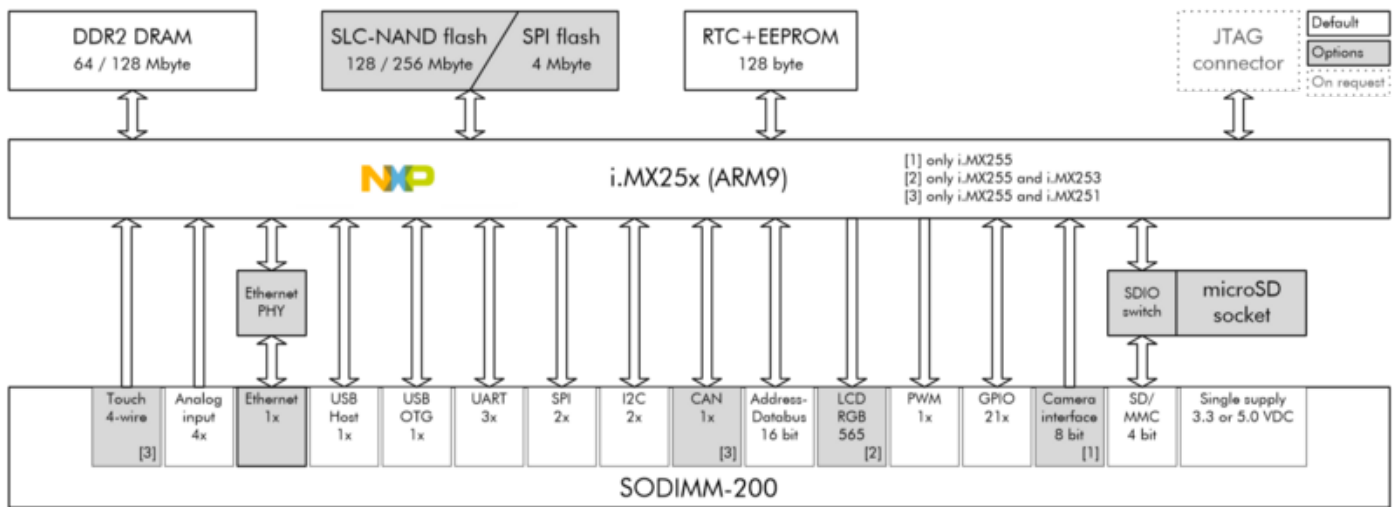 DDR2 DRAM
64 / 128 Mbyte
SLC-NAND flash
128 / 256 Mbyte
SPI flash
4 Mbyte
RTC+EEPROM
128 byte
JTAG
connector
Default
Options
On request
NXP
i.MX25x (ARM9)
[1] only i.MX255
[2] only i.MX255 and i.MX253
[3] only i.MX255 and i.MX251
Ethernet
PHY
SDIO
switch
microSD
socket
Touch
4-wire
[3]
Analog
input
4x
Ethernet
1x
USB
Host
1x
USB
OTG
1x
UART
3x
SPI
2x
I2C
2x
CAN
1x
[3]
Address-
Databus
16 bit
LCD
RGB
565
[2]
PWM
1x
GPIO
21x
Camera
interface
8 bit
[1]
SD/
MMC
4 bit
Single supply
3.3 or 5.0 VDC
SODIMM-200